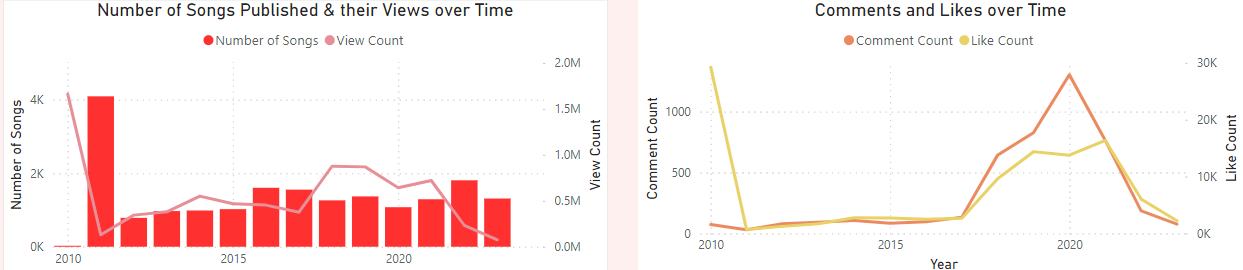 Number of Songs Published & their Views over Time
Number of Songs View Count
Number of Songs
4K
2K
0K
2010 2015 2020
2.0M
1.5M
1.0M
0.5M
0.0M
View Count
Comments and Likes over Time
Comment Count Like Count
Comment Count
1000
500
0
2010 2015 2020
Year
30K
20K
10K
0K
Like Count